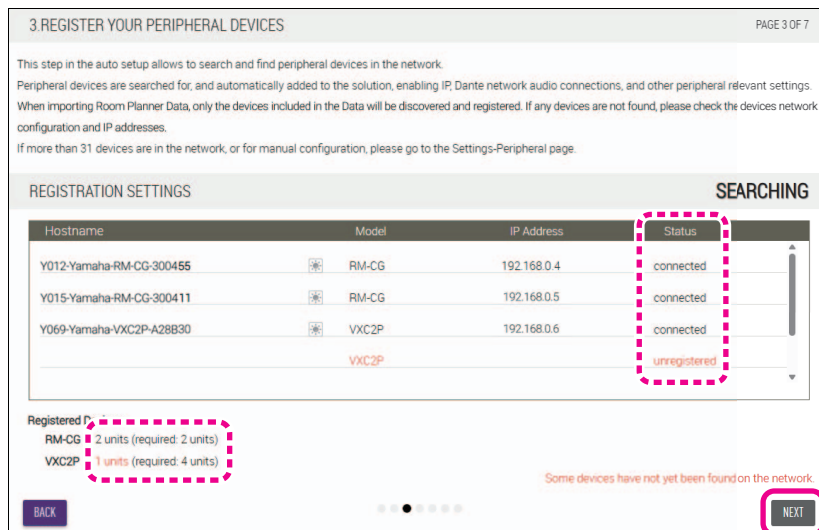 3.REGISTER YOUR PERIPHERAL DEVICES PAGE 3 OF 7
This step in the auto setup allows to search and find peripheral devices in the network.
Peripheral devices are searched for, and automatically added to the solution, enabling IP, Dante network audio connections, and other peripheral relevant settings.
When importing Room Planner Data, only the devices included in the Data will be discovered and registered. If any devices are not found, please check the devices network
configuration and IP addresses.
If more than 31 devices are in the network, or for manual configuration, please go to the Settings-Peripheral page.
REGISTRATION SETTINGS SEARCHING
Hostname Model IP Address Status
Y012-Yamaha-RM-CG-300455 RM-CG 192.168.0.4 connected
Y015-Yamaha-RM-CG-300411 RM-CG 192.168.0.5 connected
Y069-Yamaha-VXC2P-A28B30 VXC2P 192.168.0.6 connected
VXC2P unregistered
Registered
RM-CG 2 units (required: 2 units)
VXC2P 1 units (required: 4 units)
Some devices have not yet been found on the network.
BACK NEXT